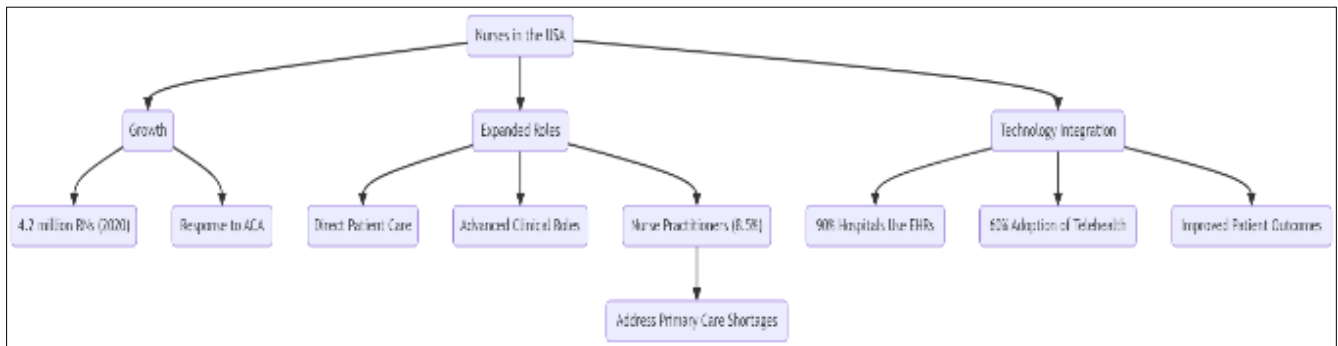 Nurses in the USA
Growth
Expanded Roles
Technology Integration
4.2 million RNs (2020)
Response to ACA
Direct Patient Care
Advanced Clinical Roles
Nurse Practitioners (8.5%)
90% Hospitals Use EHRs
60% Adoption of Telehealth
Improved Patient Outcomes
Address Primary Care Shortages